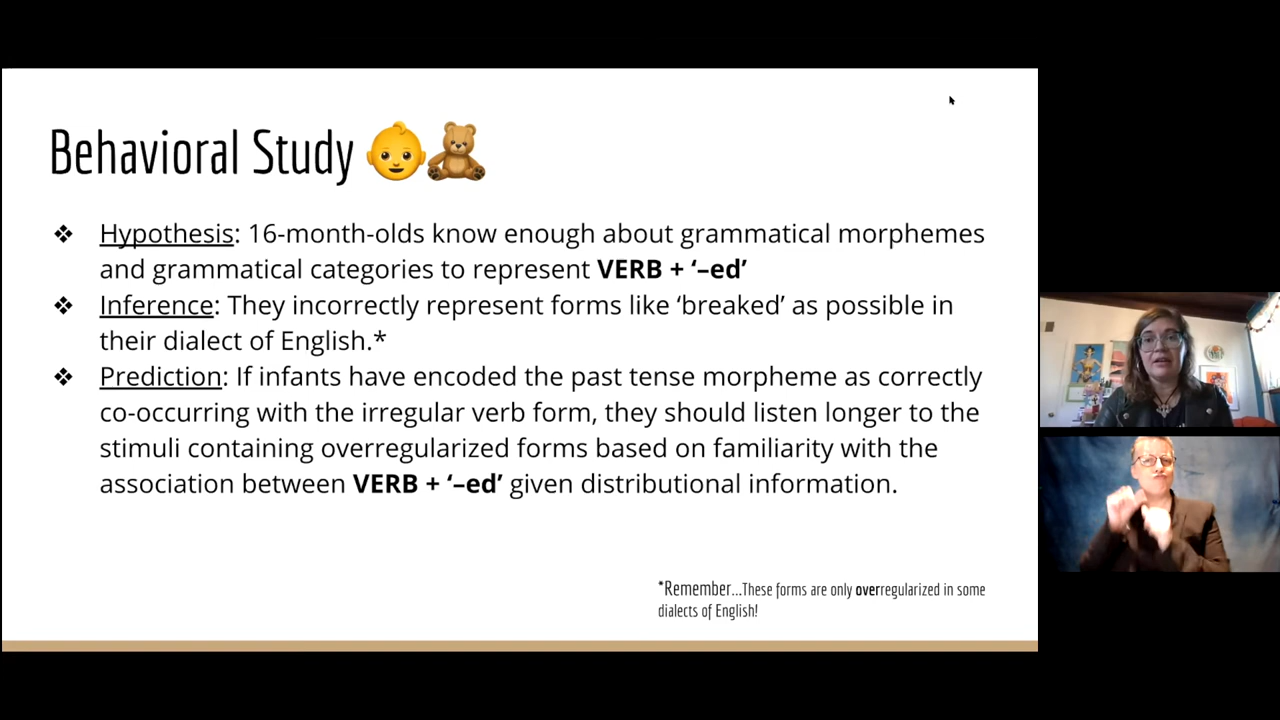 Behavioral Study
❖ Hypothesis: 16-month-olds know enough about grammatical morphemes
and grammatical categories to represent VERB + ‘–ed’
❖ Inference: They incorrectly represent forms like ‘breaked’ as possible in
their dialect of English.*
❖ Prediction: If infants have encoded the past tense morpheme as correctly
co-occurring with the irregular verb form, they should listen longer to the
stimuli containing overregularized forms based on familiarity with the
association between VERB + ‘–ed’ given distributional information.
*Remember...These forms are only overregularized in some
dialects of English!